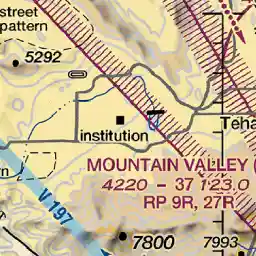 street
pattern
5292
Teha
institution
MOUNTAIN VALLEY (
4220 - 37 123.0
RP 9R, 27R
V 197
7800
7993